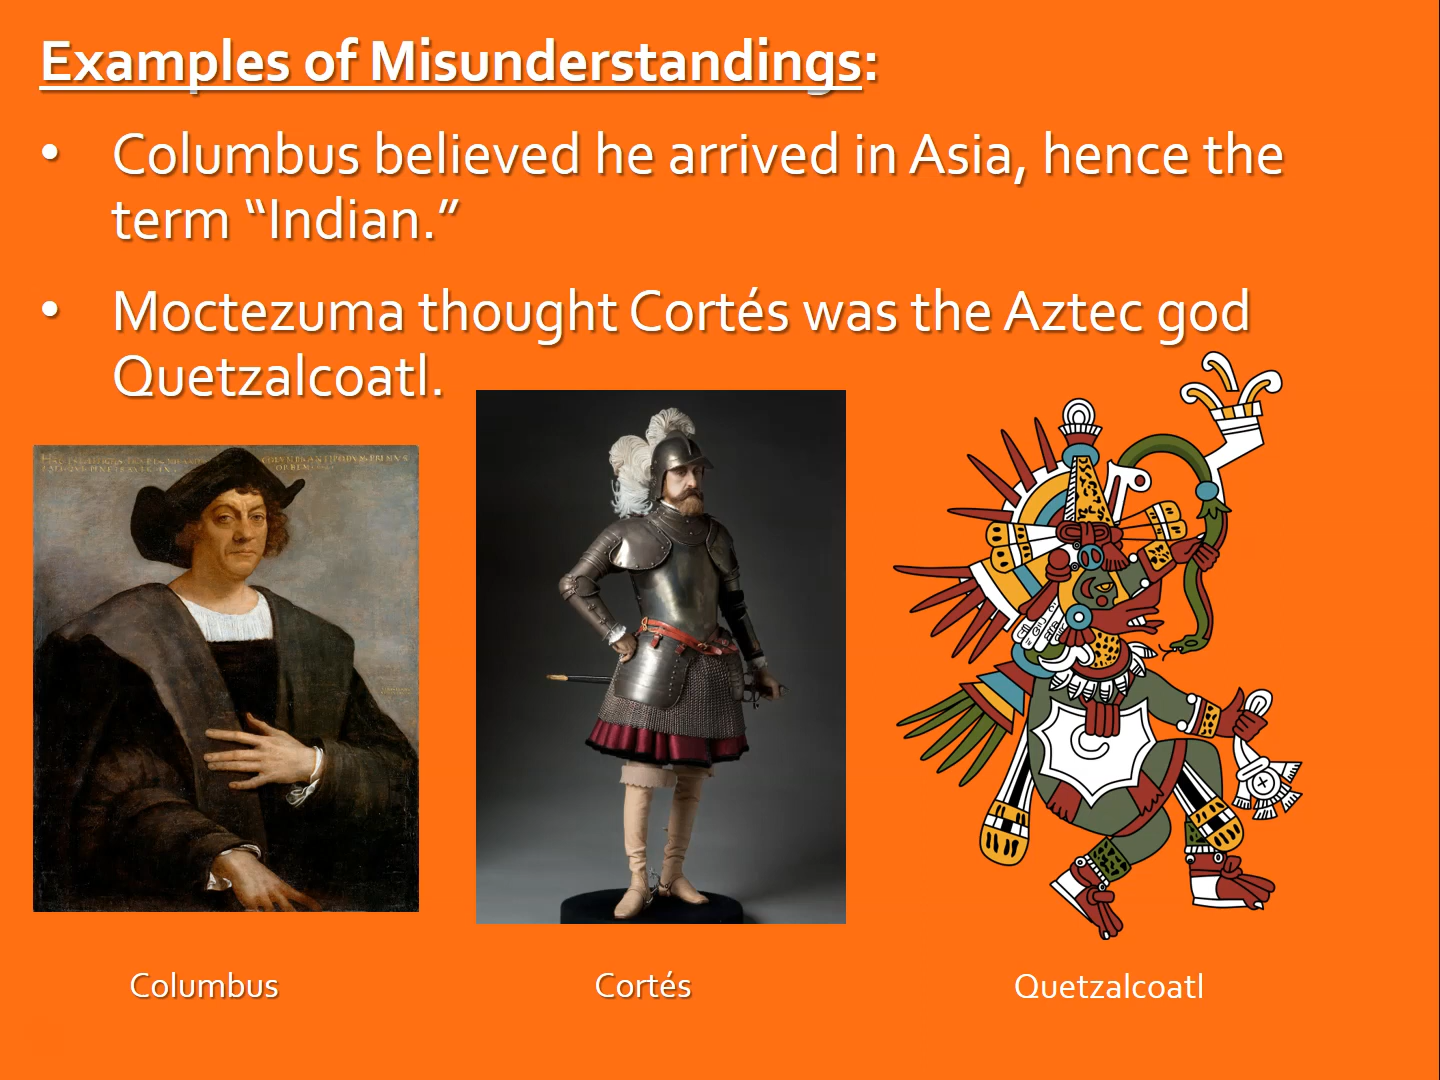 Examples of Misunderstandings:
• Columbus believed he arrived in Asia, hence the
term “Indian.”
• Moctezuma thought Cortés was the Aztec god
Quetzalcoatl.
Columbus
Cortés
Quetzalcoatl